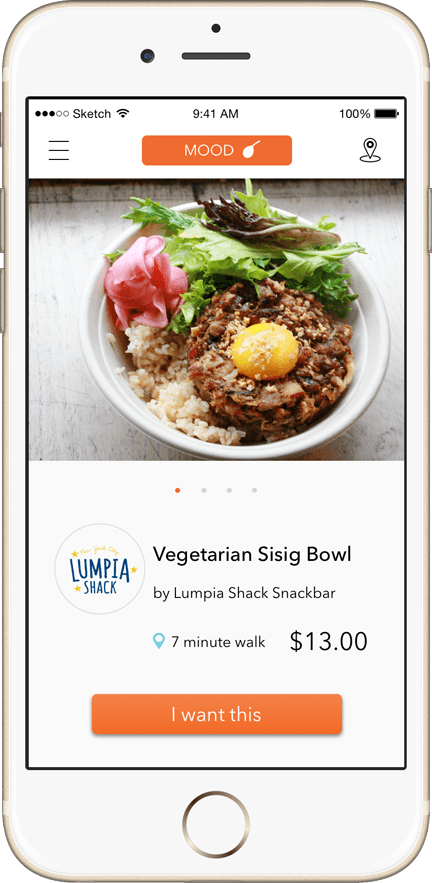 Sketch 9:41 AM 100%
MOOD
New York City
LUMPIA
SHACK
Vegetarian Sisig Bowl
by Lumpia Shack Snackbar
7 minute walk $13.00
I want this